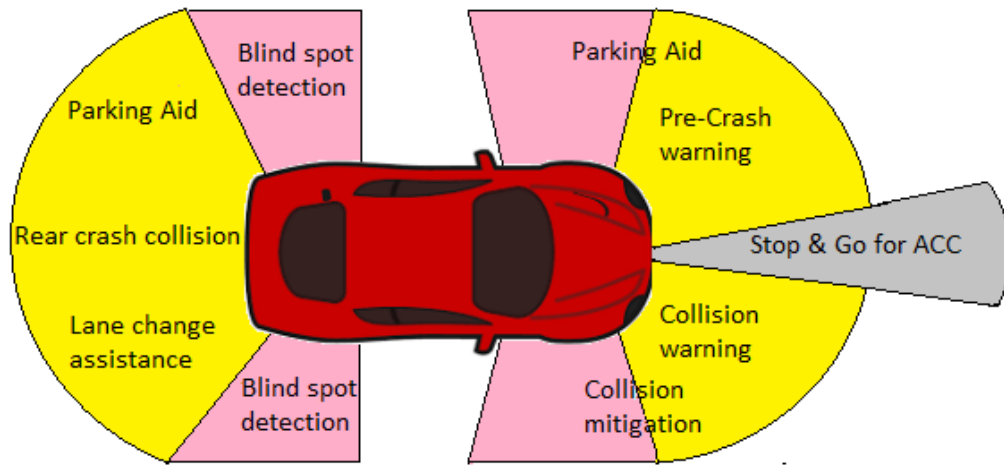 Blind spot
detection
Parking Aid
Parking Aid
Pre-Crash
warning
Rear crash collision
Stop & Go for ACC
Lane change
assistance
Collision
warning
Blind spot
detection
Collision
mitigation